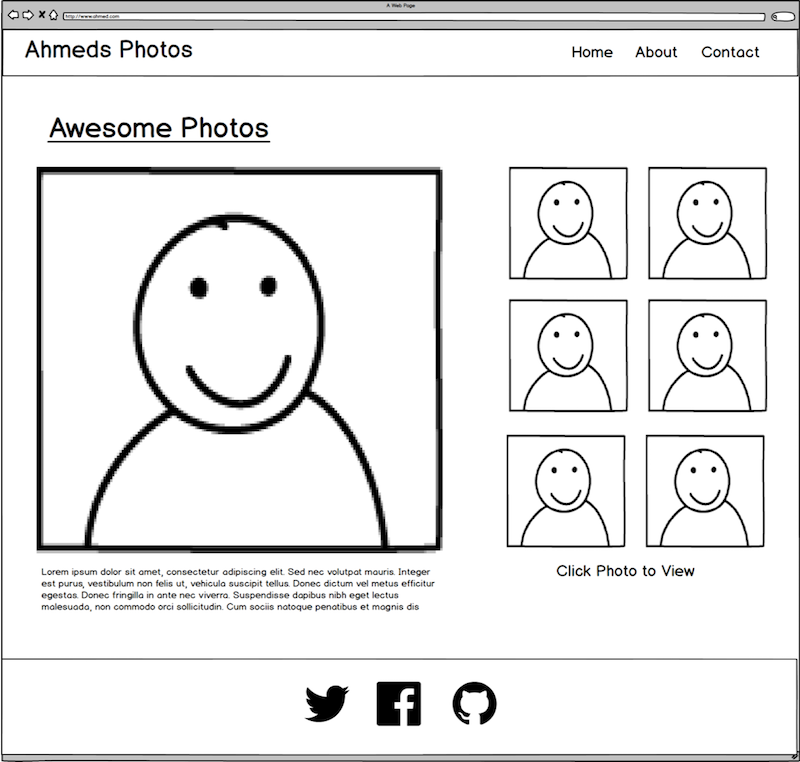 A Web Page
http://www.ahmed.com
Ahmeds Photos
Home About Contact
Awesome Photos
Lorem ipsum dolor sit amet, consectetur adipiscing elit. Sed nec volutpat mauris. Integer
est purus, vestibulum non felis ut, vehicula suscipit tellus. Donec dictum vel metus efficitur
egestas. Donec fringilla in ante nec viverra. Suspendisse dapibus nibh eget lectus
malesuada, non commodo orci sollicitudin. Cum sociis natoque penatibus et magnis dis
Click Photo to View